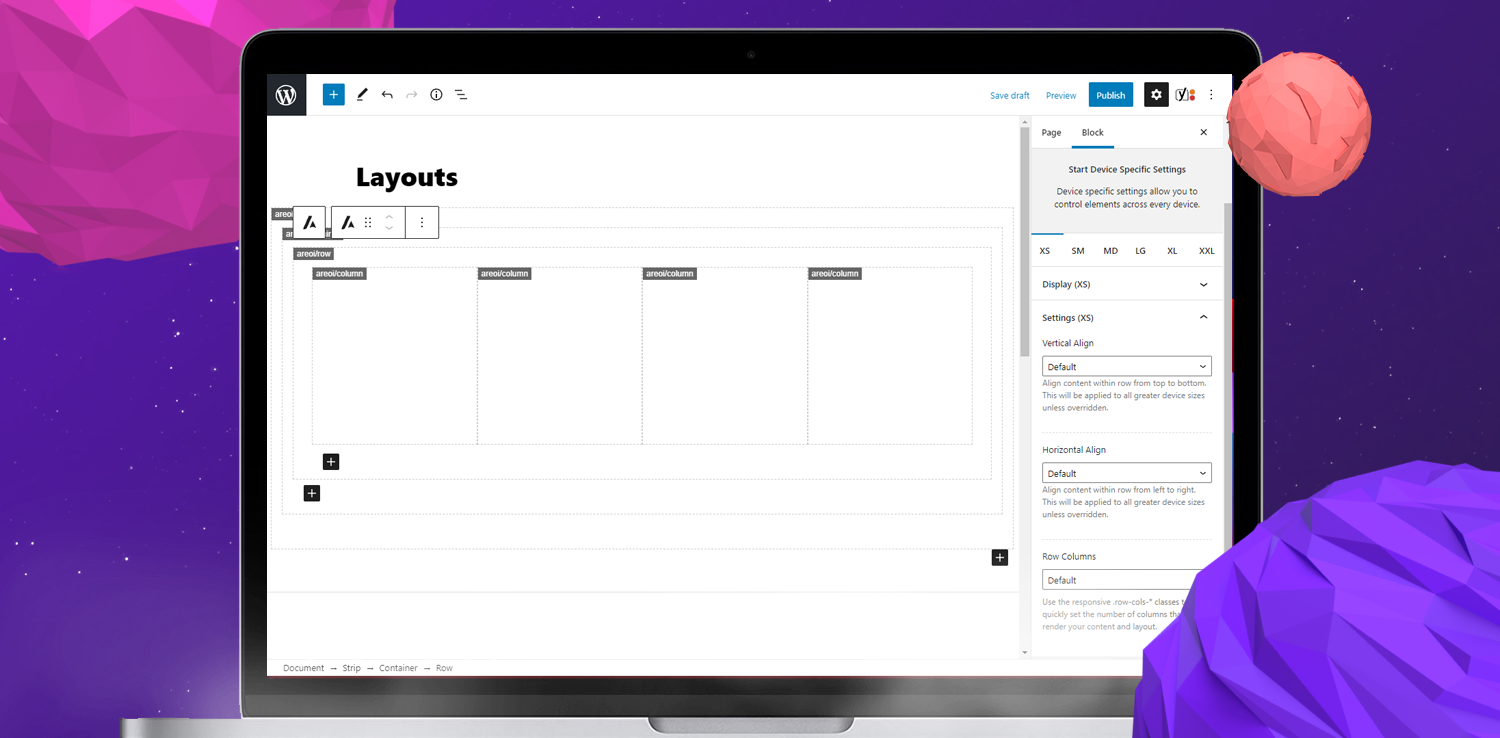 Save draft
Preview
Publish
Page
Block
Start Device Specific Settings
Device specific settings allow you to
control elements across every device.
Layouts
areoi/row
areoi/column
areoi/column
areoi/column
areoi/column
XS
SM
MD
LG
XL
XXL
Display (XS)
Settings (XS)
Vertical Align
Default
Align content within row from top to bottom.
This will be applied to all greater device sizes
unless overridden.
Horizontal Align
Default
Align content within row from left to right.
This will be applied to all greater device sizes
unless overridden.
Row Columns
Default
Use the responsive .row-cols-* classes
quickly set the number of columns
render your content and layout.
Document → Strip → Container → Row